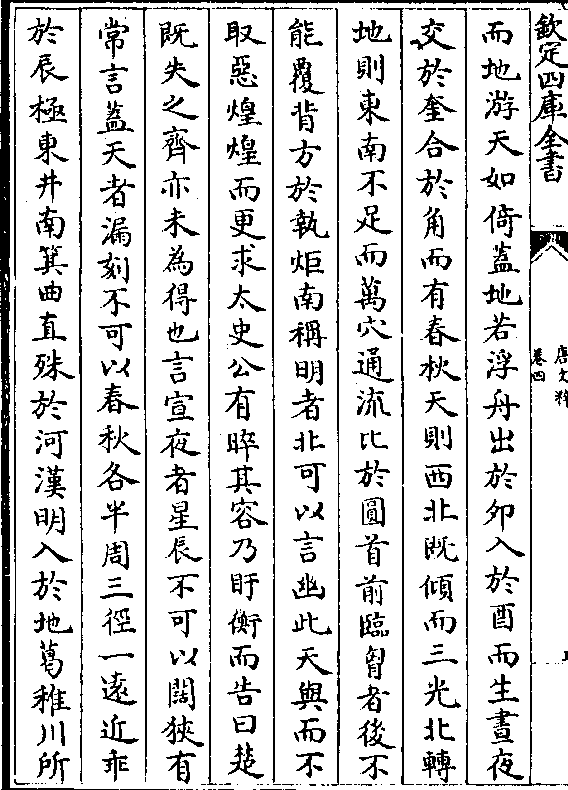 欽定四庫全書
唐文粹
卷四
而地游天如倚蓋地若浮舟出於卯入於酉而生晝夜
交於奎合於角而有春秋天則西北既傾而三光北轉
地則東南不足而萬穴通流比於圓首前臨胷者後不
能覆背方於執炬南稱明者北可以言幽此天與而不
取惡煌煌而更求太史公有睟其容乃盱衡而告曰楚
既失之齊亦未為得也言宣夜者星辰不可以闊狹有
常言蓋天者漏刻不可以春秋各半周三徑一遠近乖
於辰極東井南箕曲直殊於河漢明入於地葛稚川所